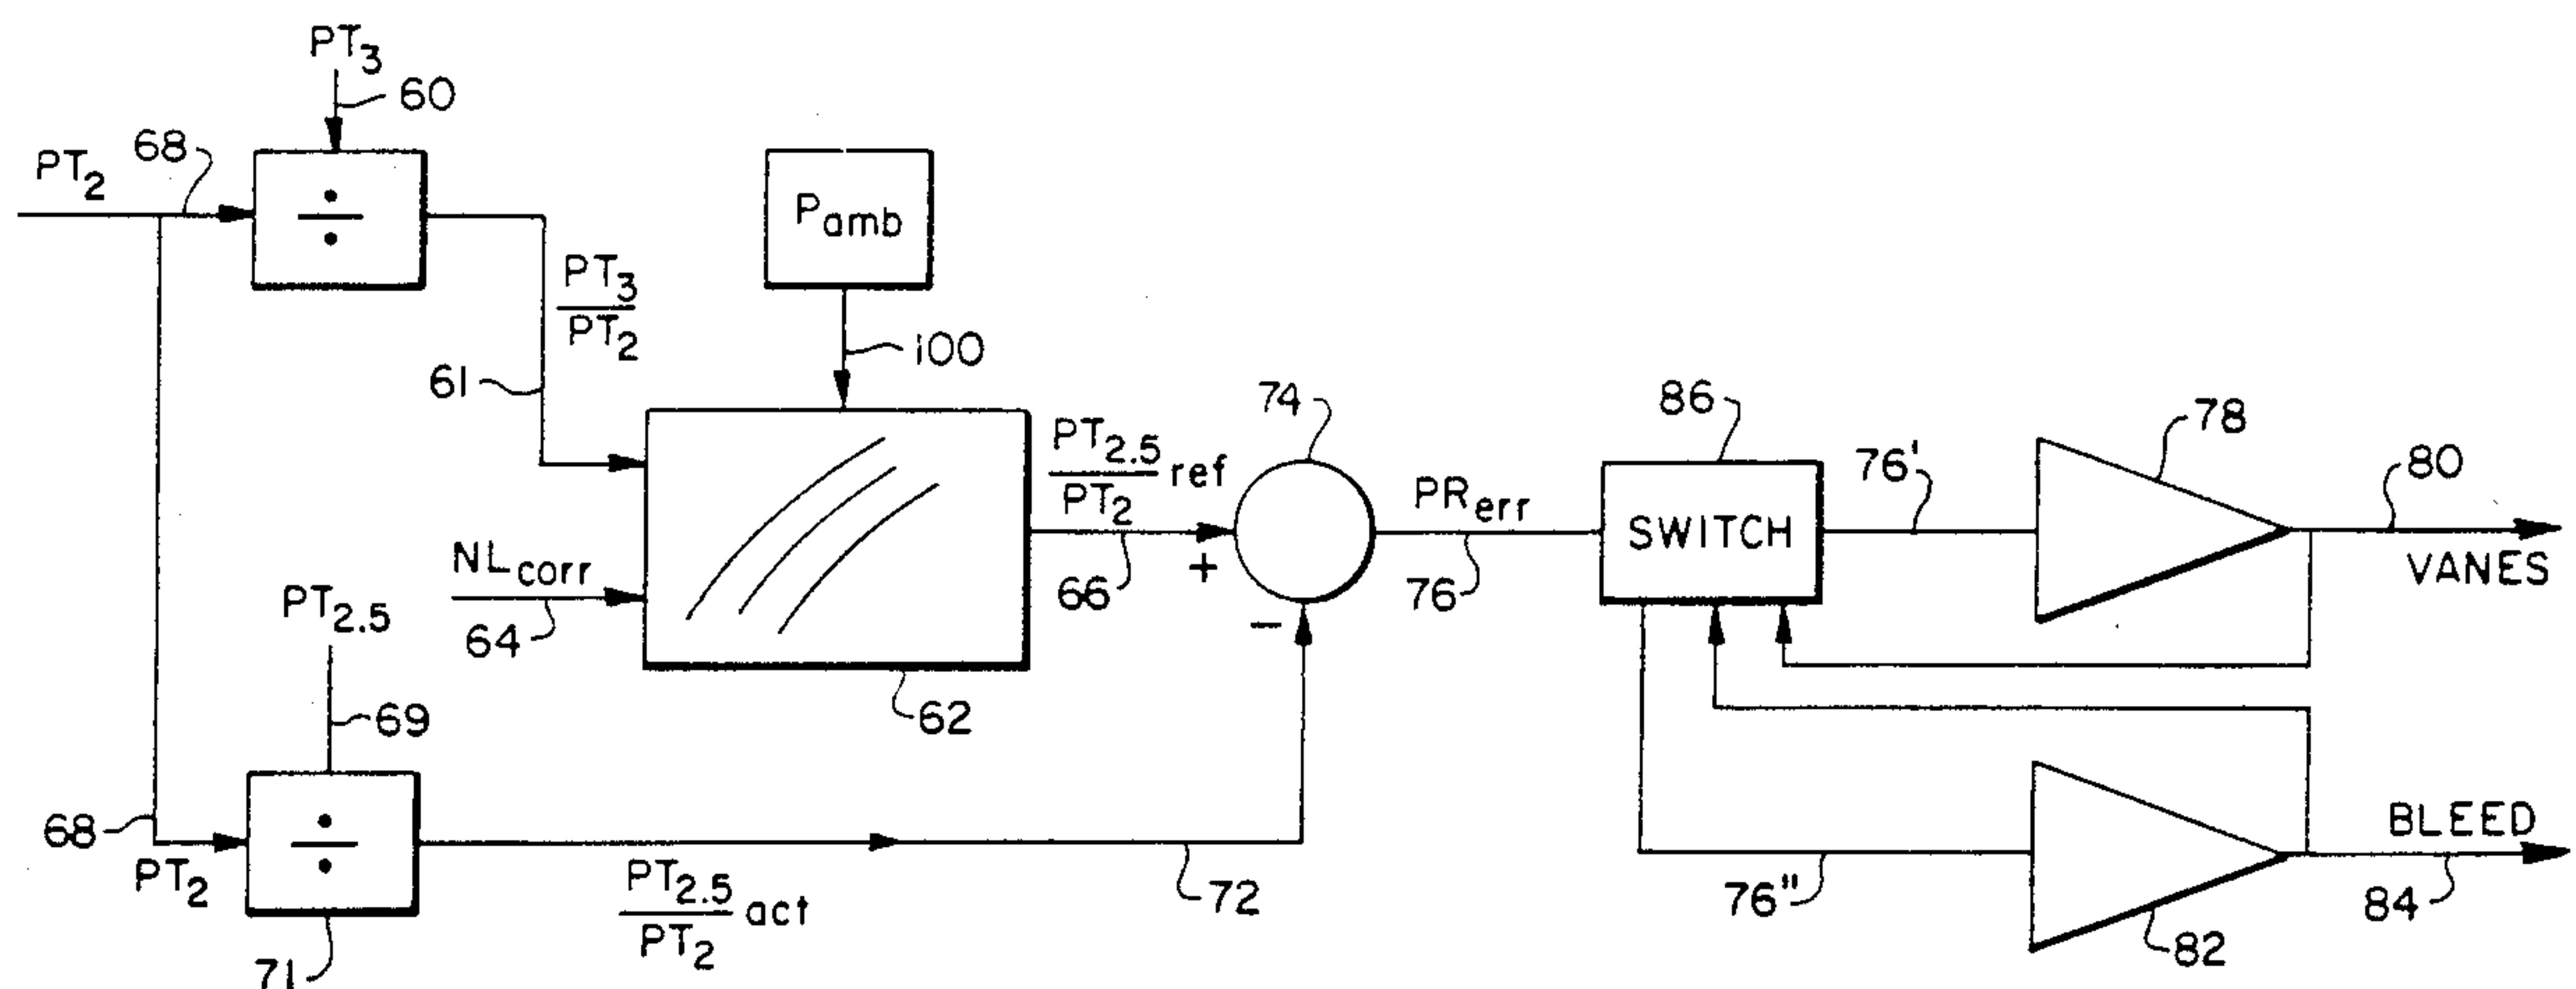 PT3
60
PT2
68
÷
Pamb
PT3
PT2
100
61
74
86
78
PT2.5
PT2 ref
76'
80
PRerr
SWITCH
VANES
NLcorr
+
66
76
64
PT2.5
−
62
69
68
PT2
÷
BLEED
PT2.5
PT2 act
72
76"
84
71
82